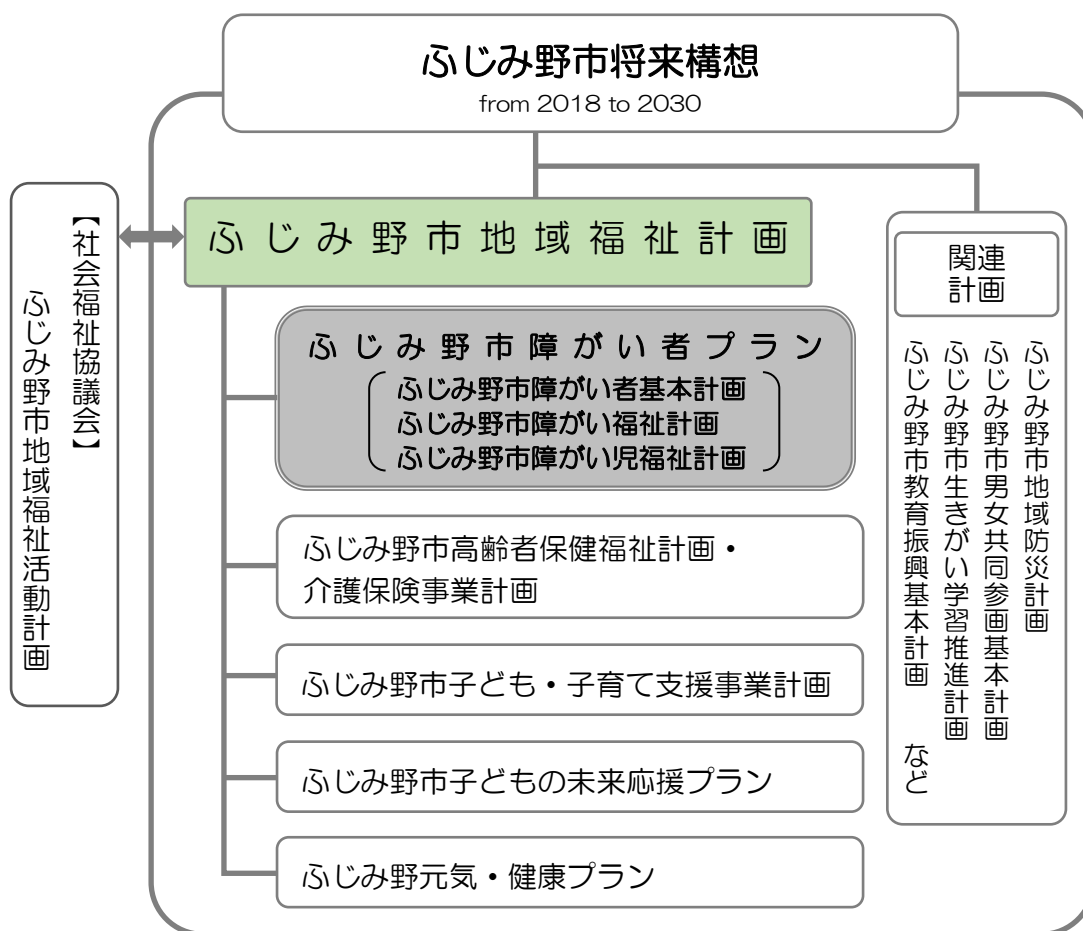 ふじみ野市将来構想
from 2018 to 2030
【社会福祉協議会】
ふじみ野市地域福祉活動計画
ふじみ野市地域福祉計画
ふじみ野市障がい者プラン
ふじみ野市障がい者基本計画
ふじみ野市障がい福祉計画
ふじみ野市障がい児福祉計画
ふじみ野市高齢者保健福祉計画・
介護保険事業計画
ふじみ野市子ども・子育て支援事業計画
ふじみ野市子どもの未来応援プラン
ふじみ野元気・健康プラン
関連
計画
ふじみ野市地域防災計画
ふじみ野市男女共同参画基本計画
ふじみ野市生きがい学習推進計画
ふじみ野市教育振興基本計画　など